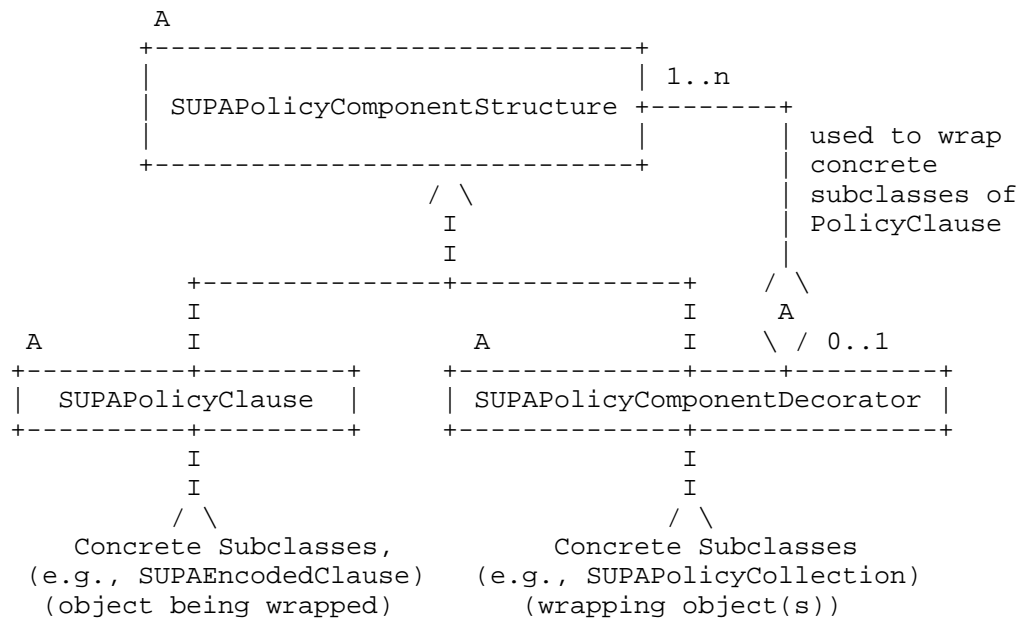 A
SUPAPolicyComponentStructure
1..n
used to wrap
concrete
subclasses of
PolicyClause
I
I
I I A
A I A I 0..1
SUPAPolicyClause SUPAPolicyComponentDecorator
I I
I I
Concrete Subclasses, Concrete Subclasses
(e.g., SUPAEncodedClause) (e.g., SUPAPolicyCollection)
(object being wrapped) (wrapping object(s))